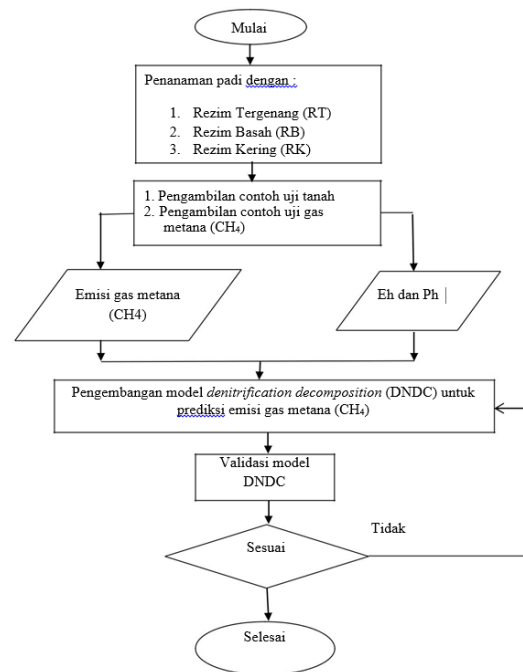 Mulai
Penanaman padi dengan :
1. Rezim Tergenang (RT)
2. Rezim Basah (RB)
3. Rezim Kering (RK)
1. Pengambilan contoh uji tanah
2. Pengambilan contoh uji gas
metana (CH₄)
Emisi gas metana
(CH4)
Eh dan Ph
Pengembangan model denitrification decomposition (DNDC) untuk
prediksi emisi gas metana (CH₄)
Validasi model
DNDC
Tidak
Sesuai
Selesai